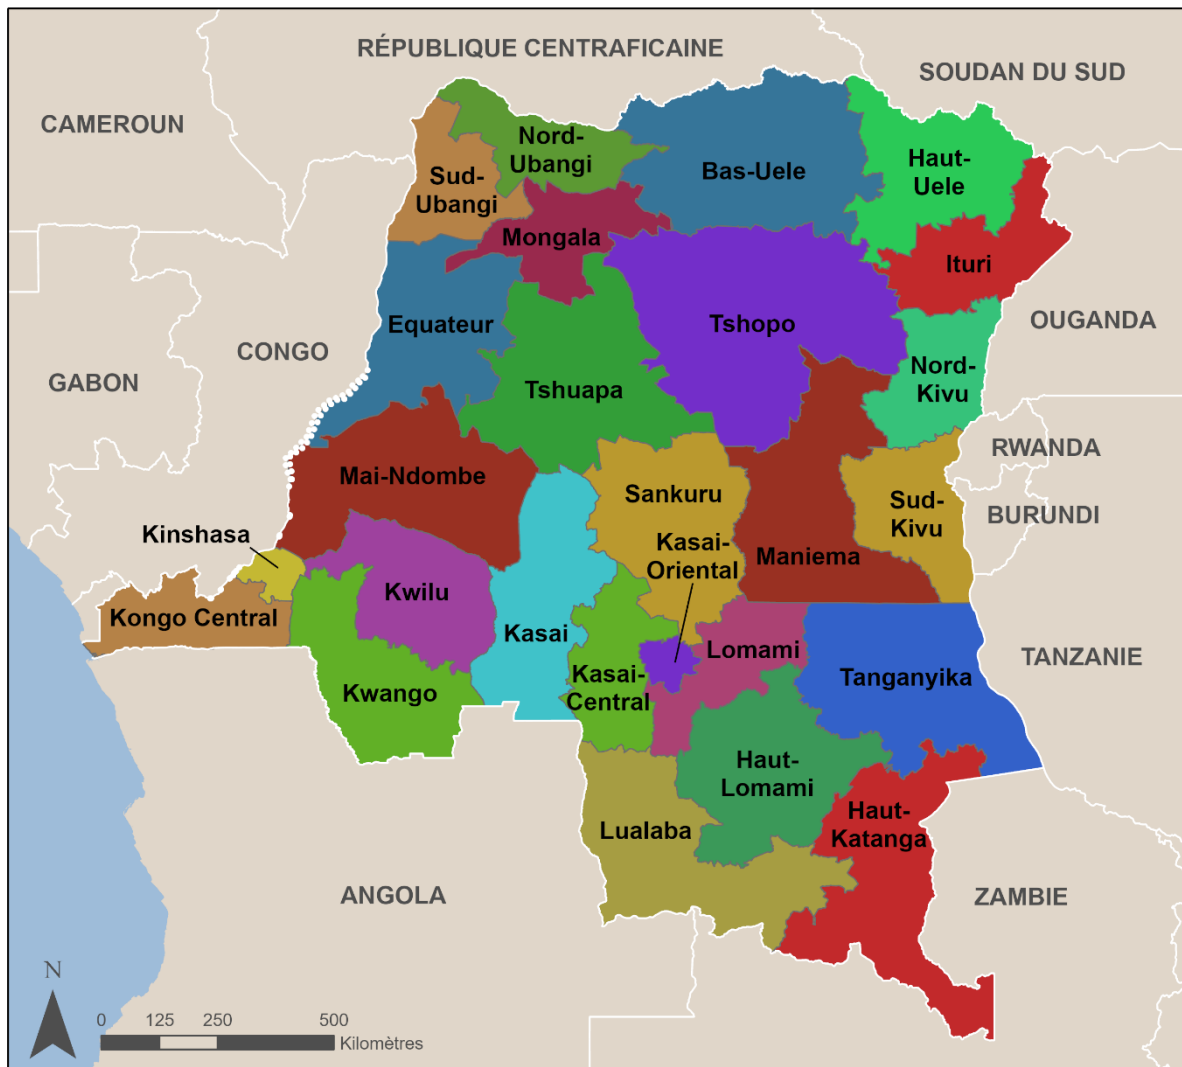 RÉPUBLIQUE CENTRAFICAINE
SOUDAN DU SUD
CAMEROUN
Nord-
Ubangi
Haut-
Uele
Bas-Uele
Sud-
Ubangi
Mongala
Ituri
Equateur
Tshopo
OUGANDA
CONGO
GABON
Nord-
Kivu
Tshuapa
RWANDA
Mai-Ndombe
Sankuru
Sud-
Kivu
BURUNDI
Kinshasa
Kasai-
Oriental
Maniema
Kwilu
Kongo Central
Kasai
Lomami
TANZANIE
Kasai-
Central
Kwango
Tanganyika
Haut-
Lomami
Haut-
Katanga
Lualaba
ANGOLA
ZAMBIE
N
0 125 250 500
Kilomètres